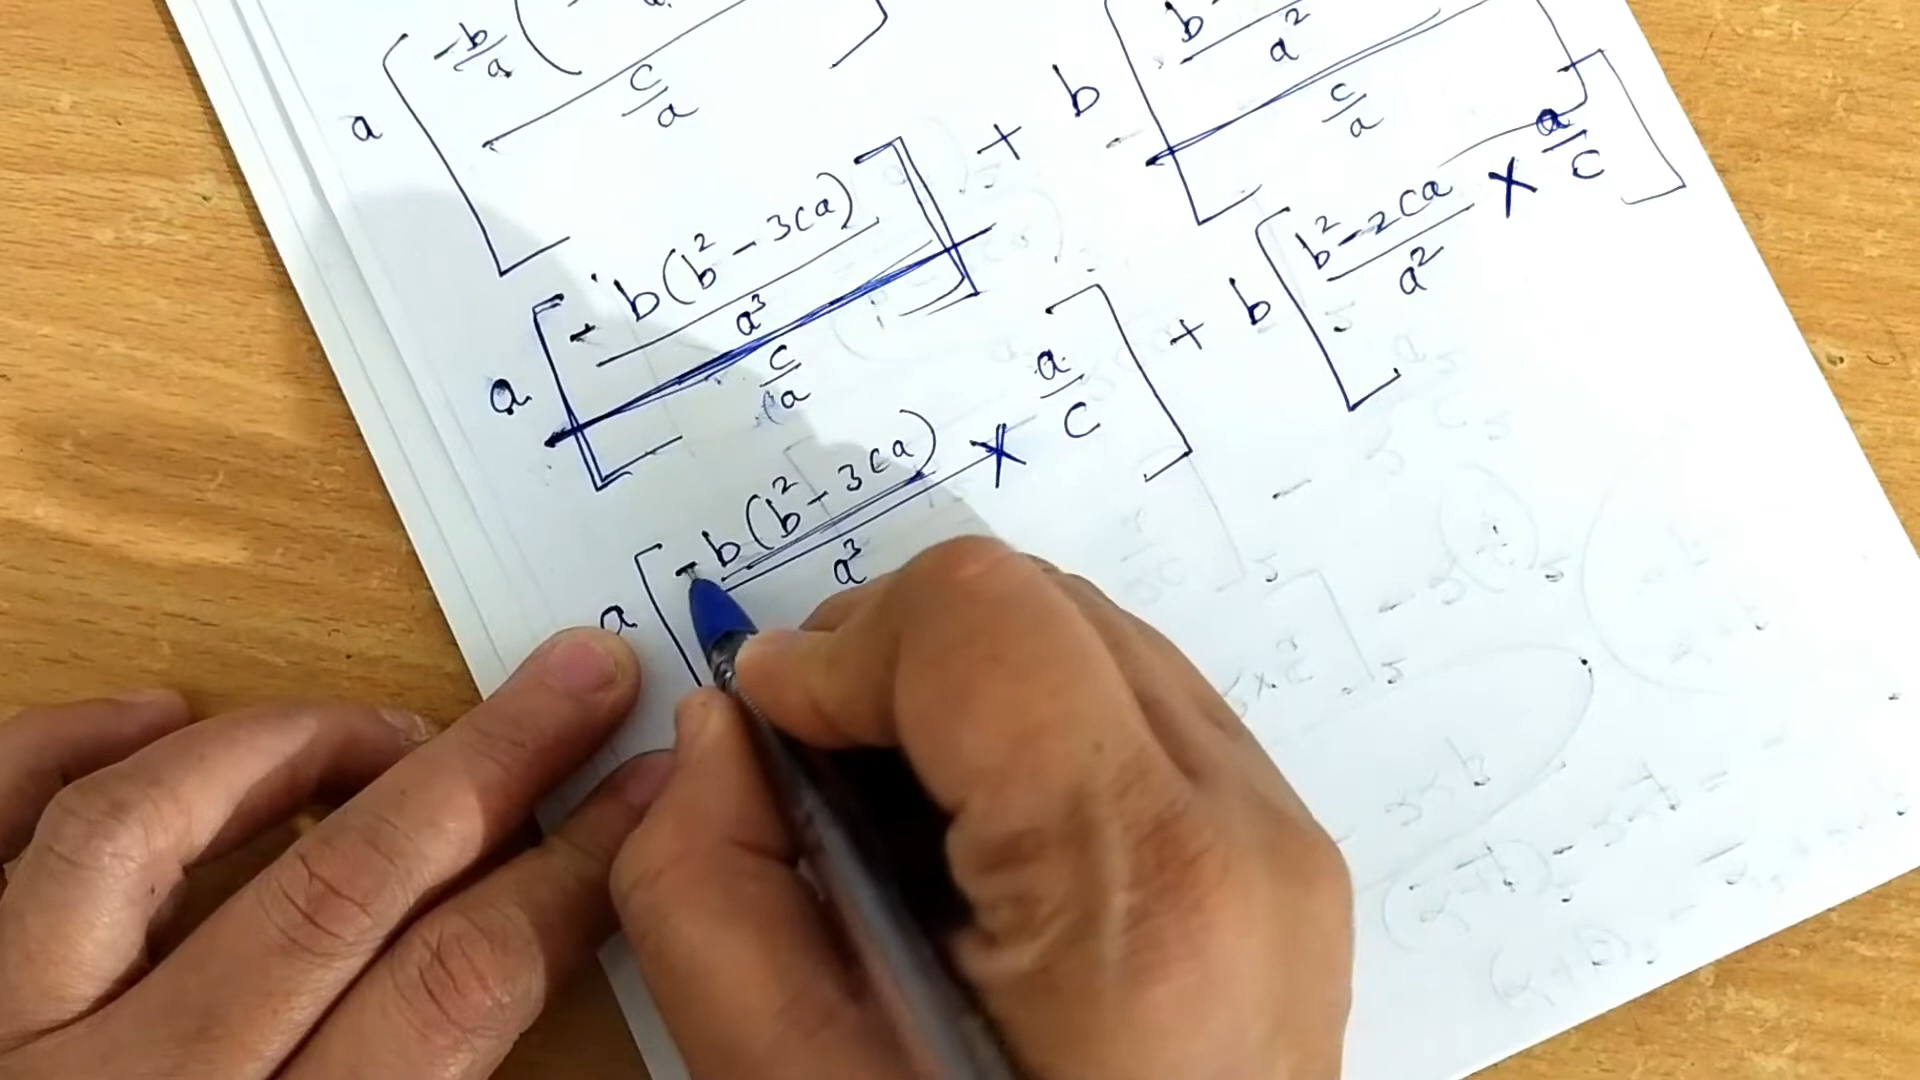 a [ -b/a ( / c/a ] + b [ b- / a² / c/a ]
a [ - b(b² - 3ca) / a³ / c/a ] + b [ b² - 2ca / a² × a/c ]
a [ - b(b² - 3ca) / a³ × a/c ]